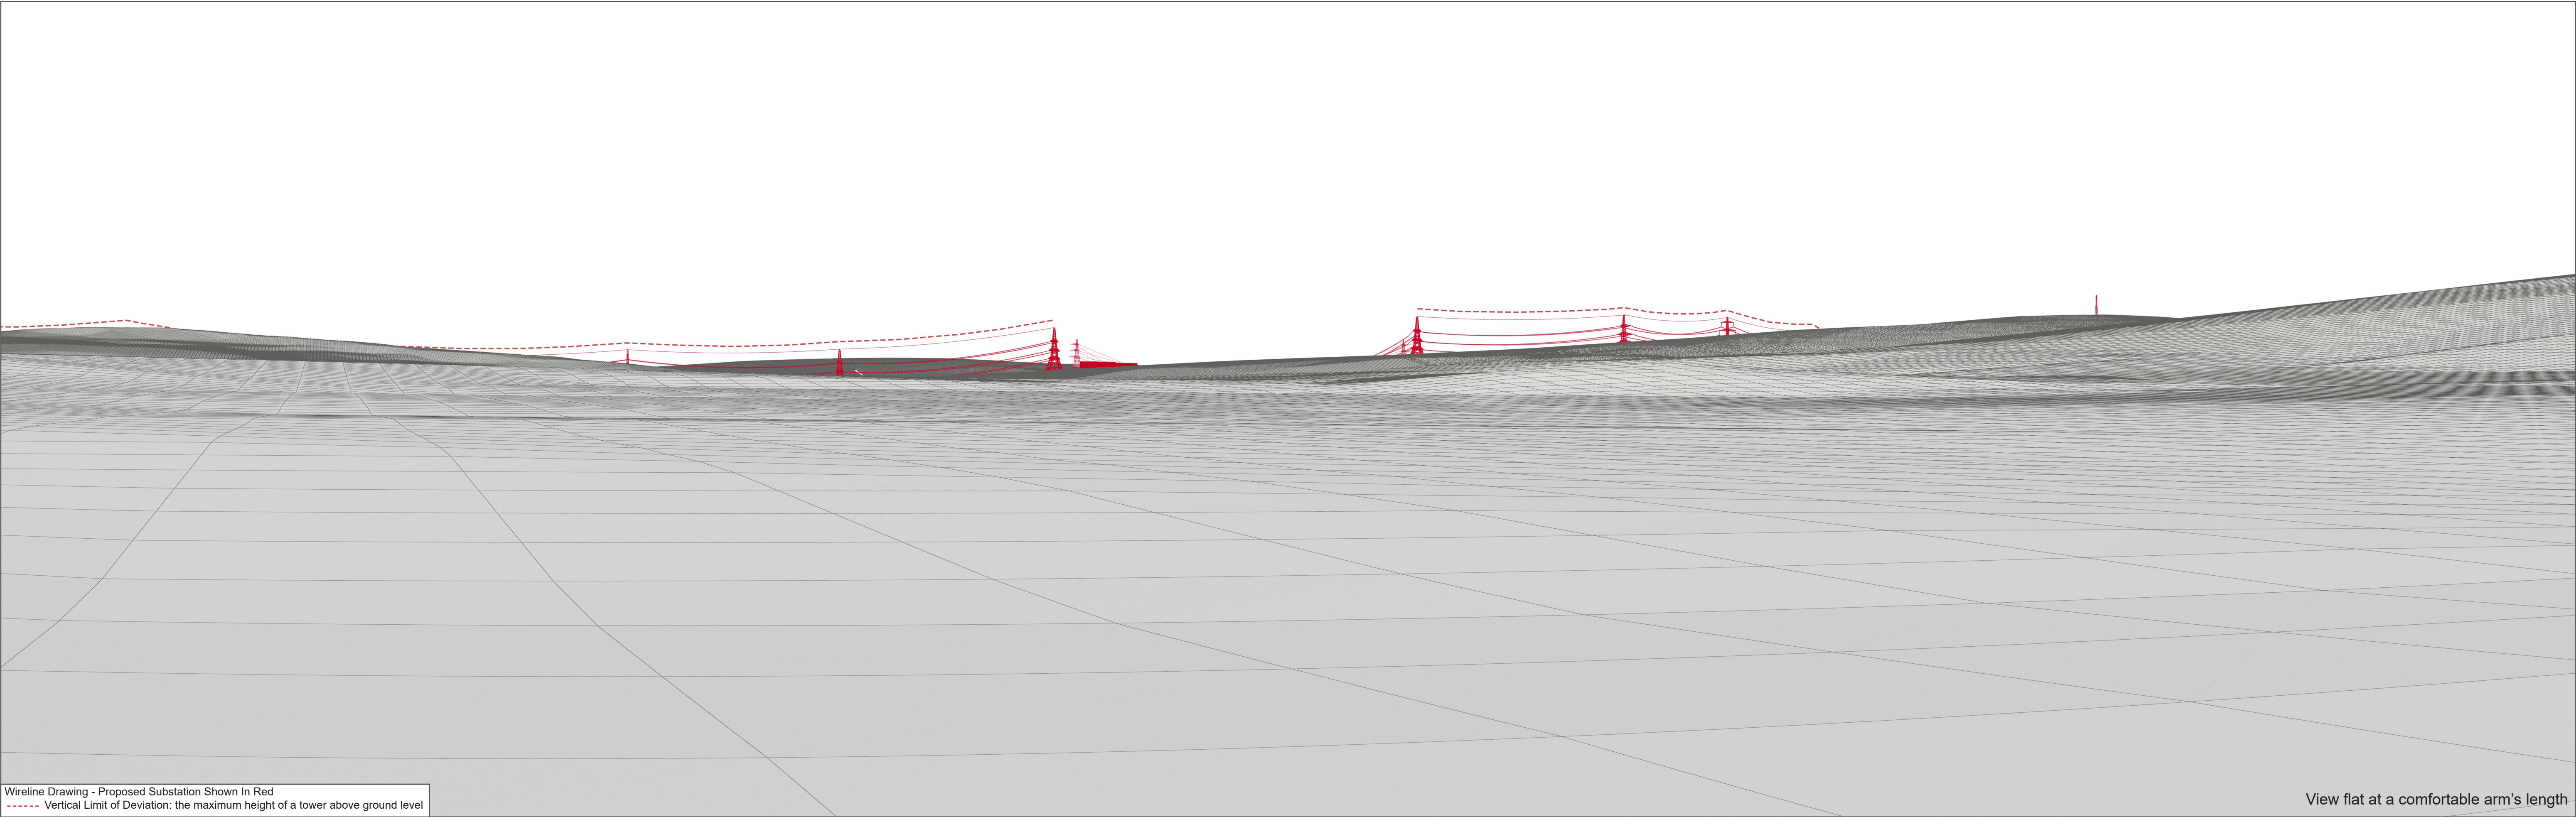 Wireline Drawing - Proposed Substation Shown In Red
Vertical Limit of Deviation: the maximum height of a tower above ground level
View flat at a comfortable arm’s length